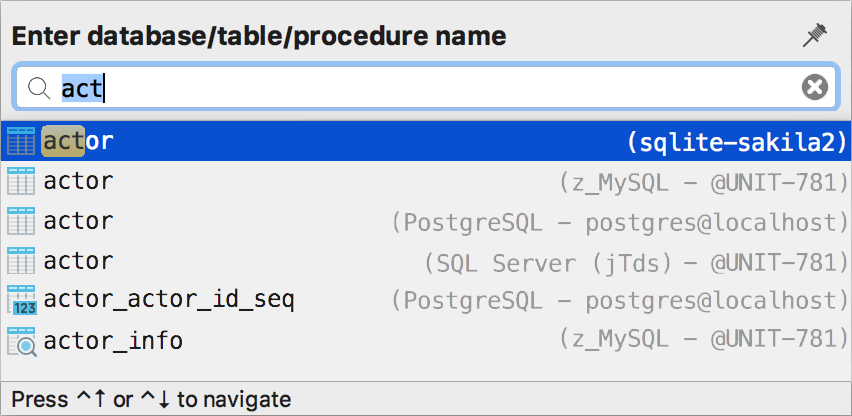 Enter database/table/procedure name
act
actor (sqlite-sakila2)
actor (z_MySQL - @UNIT-781)
actor (PostgreSQL - postgres@localhost)
actor (SQL Server (jTds) - @UNIT-781)
123 actor_actor_id_seq (PostgreSQL - postgres@localhost)
actor_info (z_MySQL - @UNIT-781)
Press ^↑ or ^↓ to navigate